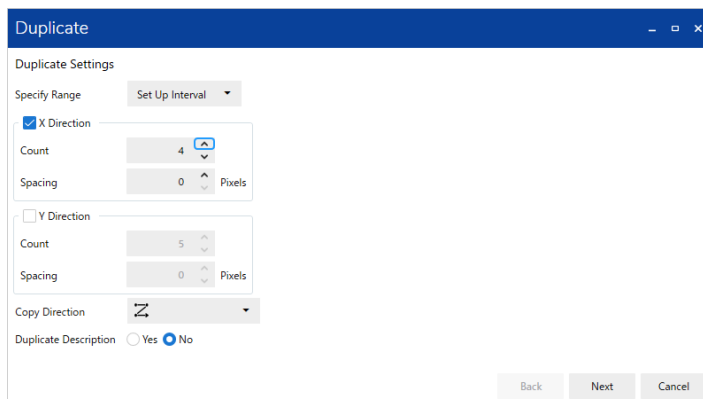 Duplicate
Duplicate Settings
Specify Range Set Up Interval
X Direction
Count 4
Spacing 0 Pixels
Y Direction
Count 5
Spacing 0 Pixels
Copy Direction
Duplicate Description Yes No
Back Next Cancel